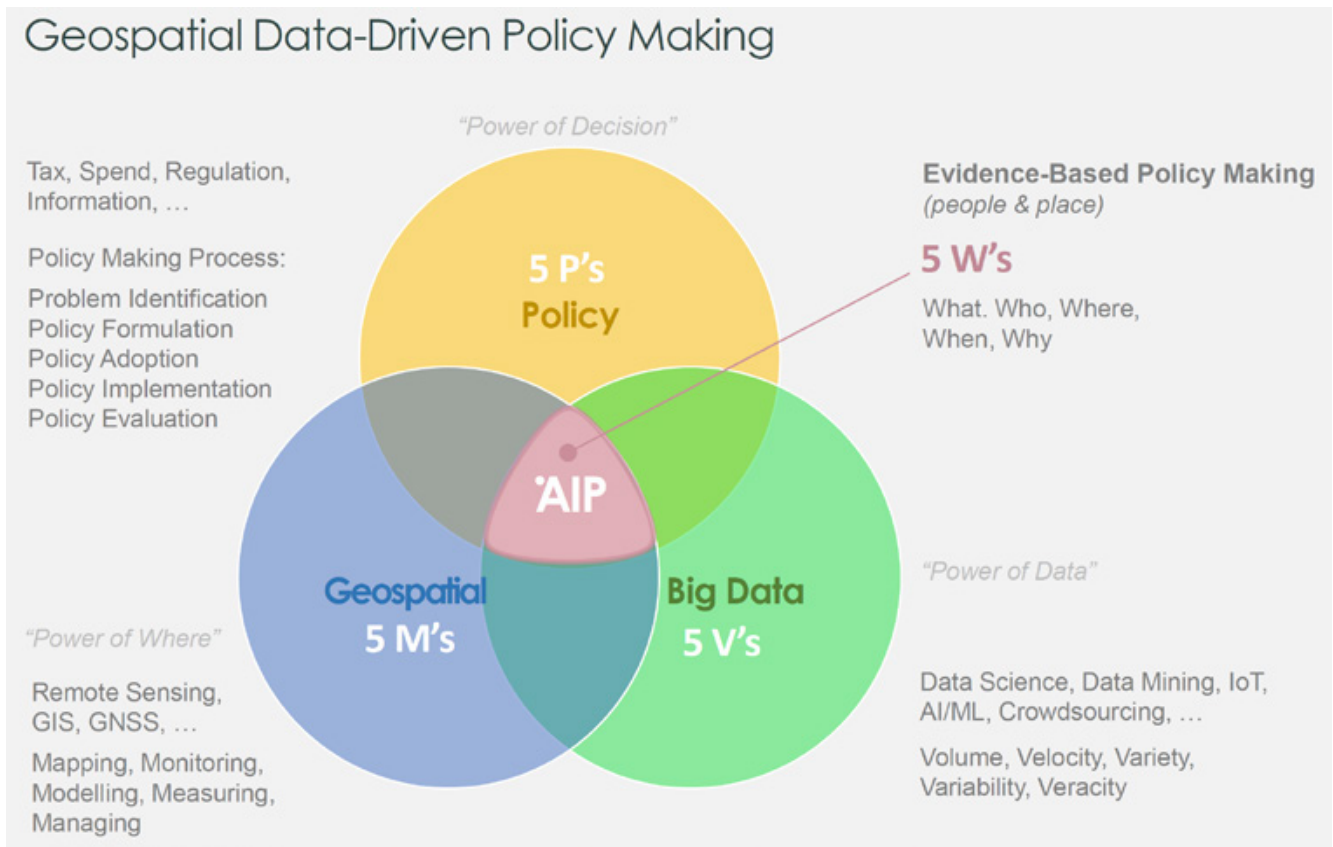 Geospatial Data-Driven Policy Making
“Power of Decision”
Tax, Spend, Regulation,
Information, …
Policy Making Process:
Problem Identification
Policy Formulation
Policy Adoption
Policy Implementation
Policy Evaluation
5 P’s
Policy
Evidence-Based Policy Making
(people & place)
5 W’s
What. Who, Where,
When, Why
AIP
Geospatial
5 M’s
Big Data
5 V’s
“Power of Where”
Remote Sensing,
GIS, GNSS, …
Mapping, Monitoring,
Modelling, Measuring,
Managing
“Power of Data”
Data Science, Data Mining, IoT,
AI/ML, Crowdsourcing, …
Volume, Velocity, Variety,
Variability, Veracity